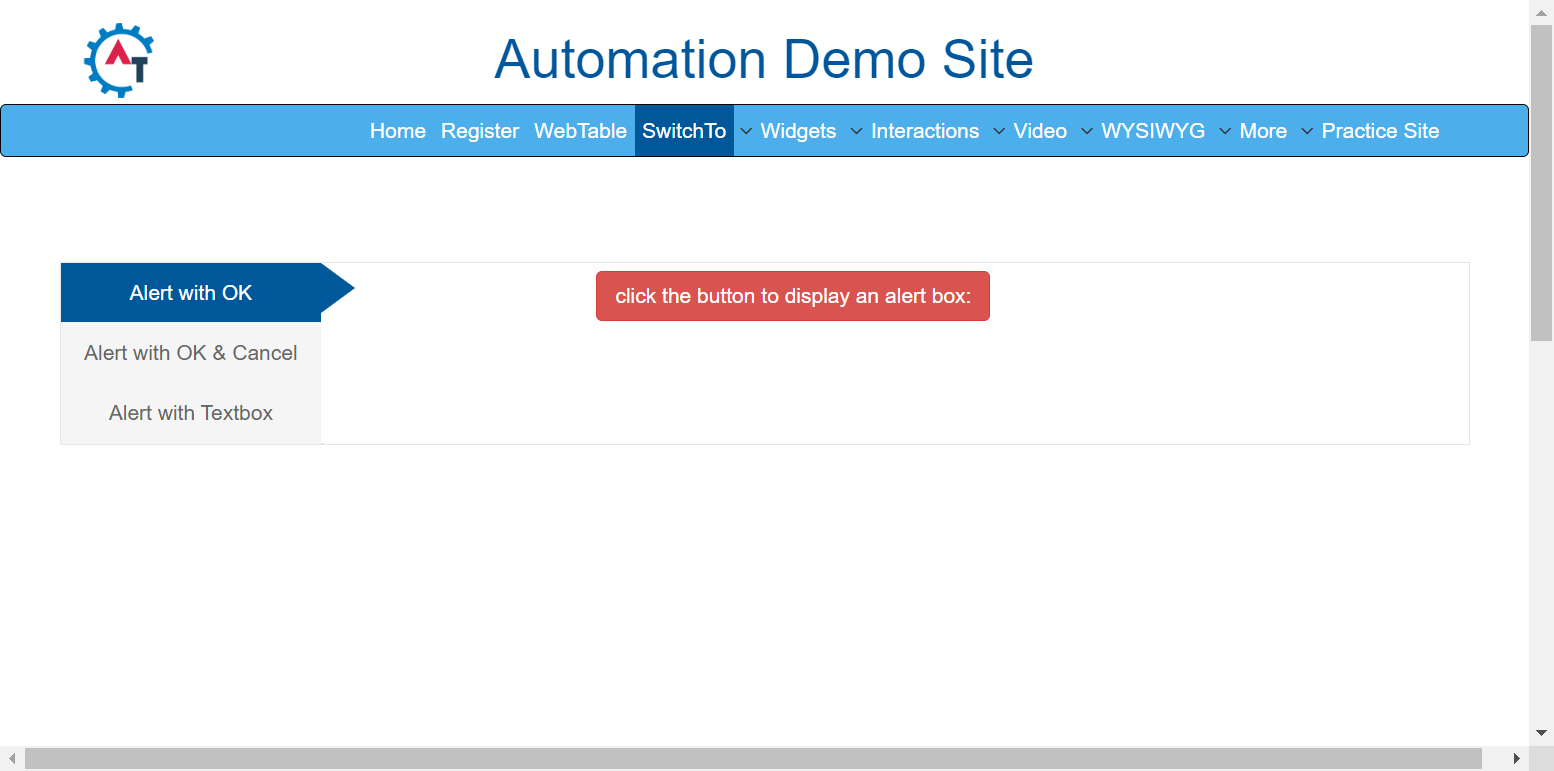 AT
Automation Demo Site
Home Register WebTable SwitchTo Widgets Interactions Video WYSIWYG More Practice Site
Alert with OK
click the button to display an alert box:
Alert with OK & Cancel
Alert with Textbox